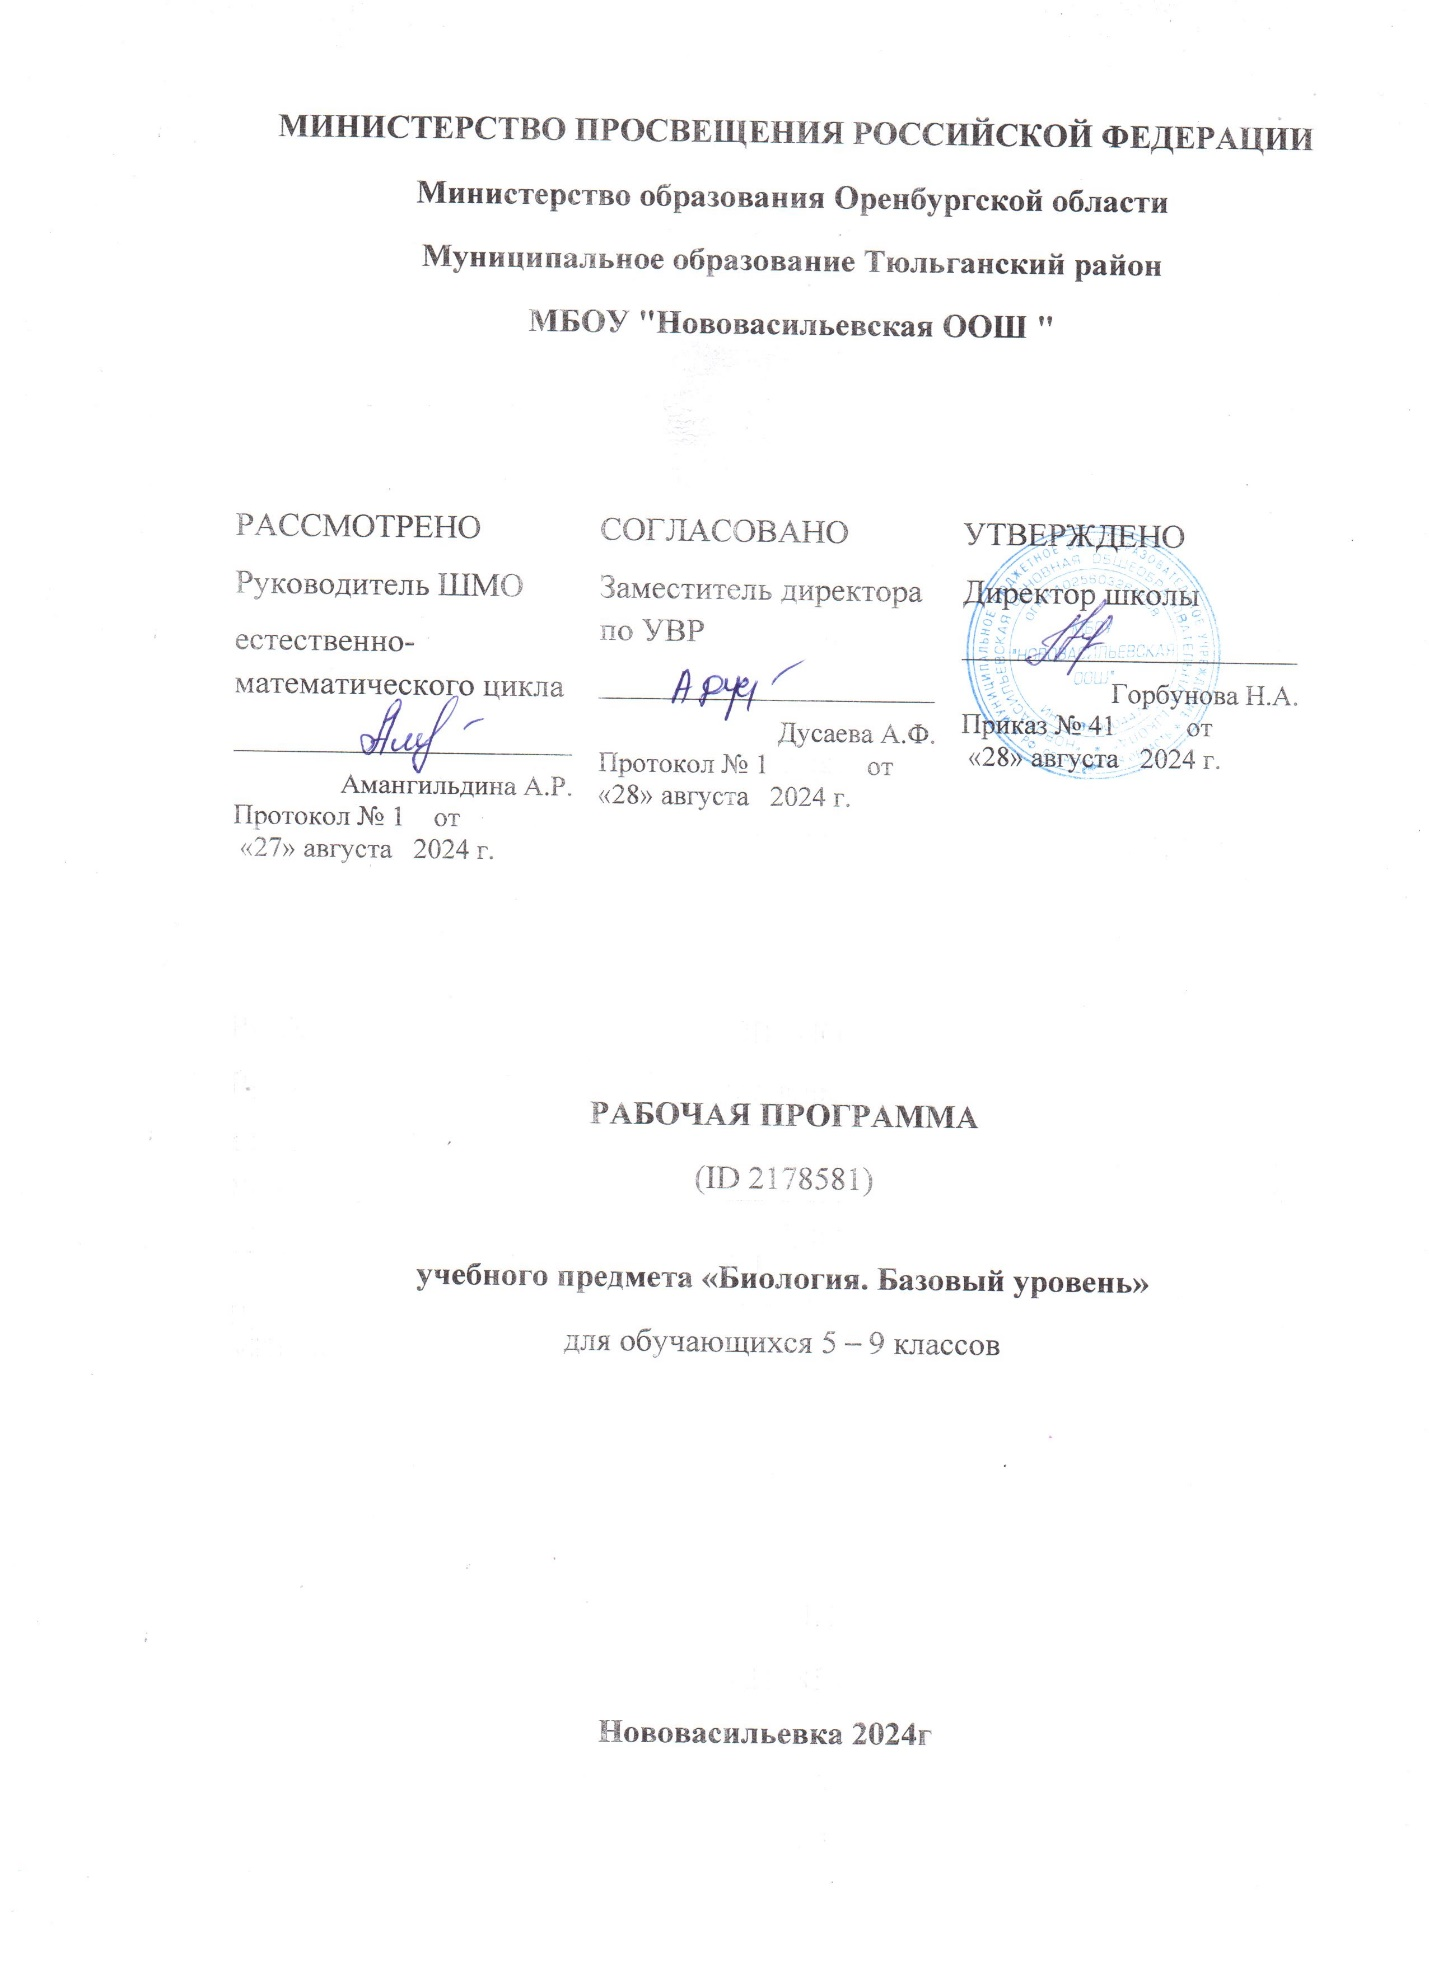 МИНИСТЕРСТВО ПРОСВЕЩЕНИЯ РОССИЙСКОЙ ФЕДЕРАЦИИ
Министерство образования Оренбургской области
Муниципальное образование Тюльганский район
МБОУ "Нововасильевская ООШ "
РАССМОТРЕНО
Руководитель ШМО
естественно-
математического цикла
Амангильдина А.Р.
Протокол № 1 от
«27» августа 2024 г.
СОГЛАСОВАНО
Заместитель директора
по УВР
Дусаева А.Ф.
Протокол № 1 от
«28» августа 2024 г.
УТВЕРЖДЕНО
Директор школы
"НОВОВАСИЛЬЕВСКАЯ
ООШ"
Горбунова Н.А.
Приказ № 41 от
«28» августа 2024 г.
РАБОЧАЯ ПРОГРАММА
(ID 2178581)
учебного предмета «Биология. Базовый уровень»
для обучающихся 5 – 9 классов
Нововасильевка 2024г